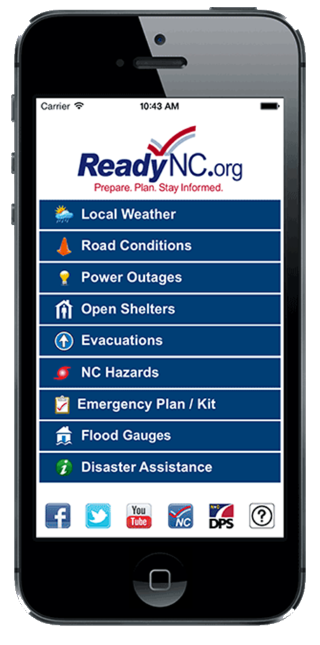 Carrier 10:43 AM
ReadyNC.org
Prepare. Plan. Stay Informed.
Local Weather
Road Conditions
Power Outages
Open Shelters
Evacuations
NC Hazards
Emergency Plan / Kit
Flood Gauges
Disaster Assistance
f You Tube NC DPS ?